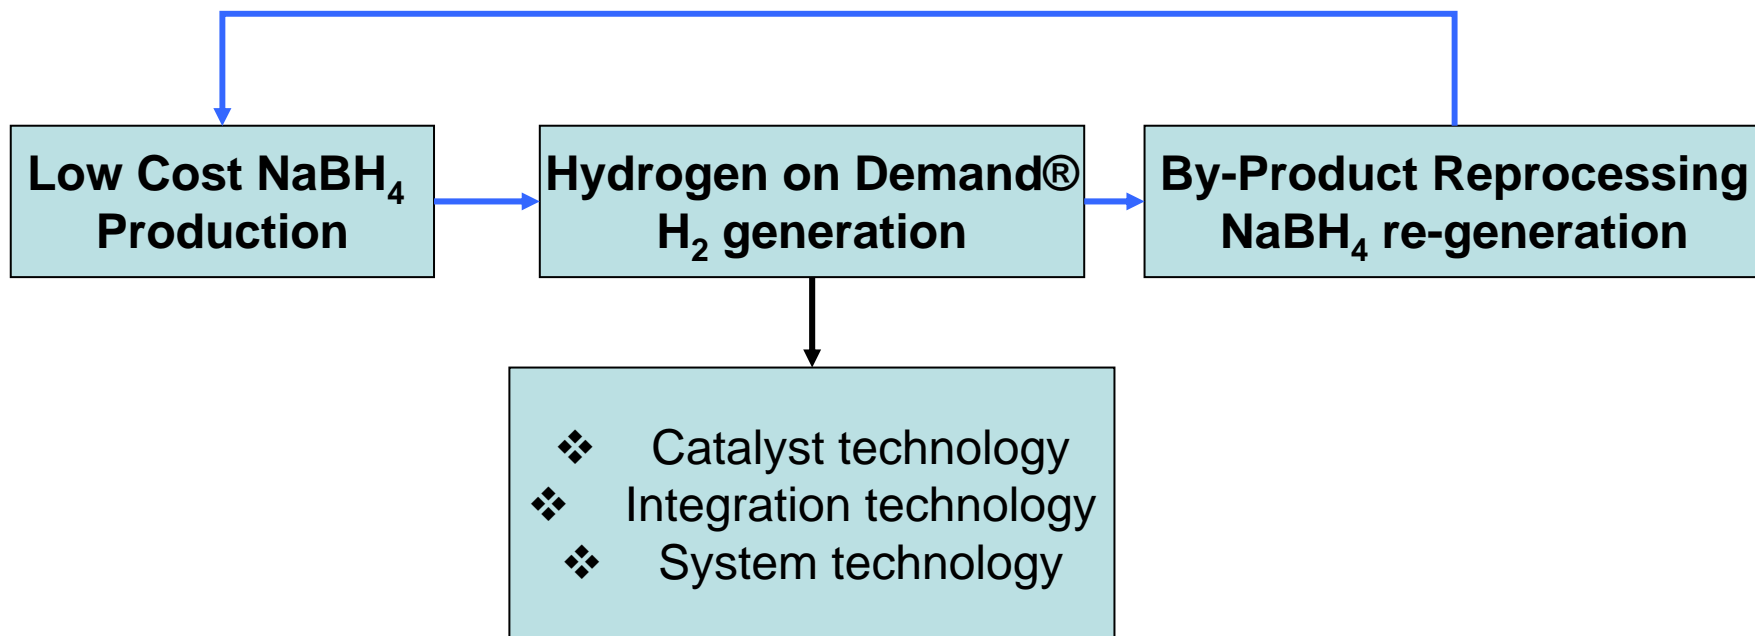 Low Cost NaBH₄
Production
Hydrogen on Demand®
H₂ generation
By-Product Reprocessing
NaBH₄ re-generation
❖ Catalyst technology
❖ Integration technology
❖ System technology